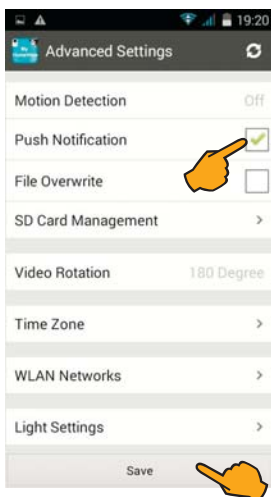 19:20
Advanced Settings
Motion Detection Off
Push Notification
File Overwrite
SD Card Management
Video Rotation 180 Degree
Time Zone
WLAN Networks
Light Settings
Save